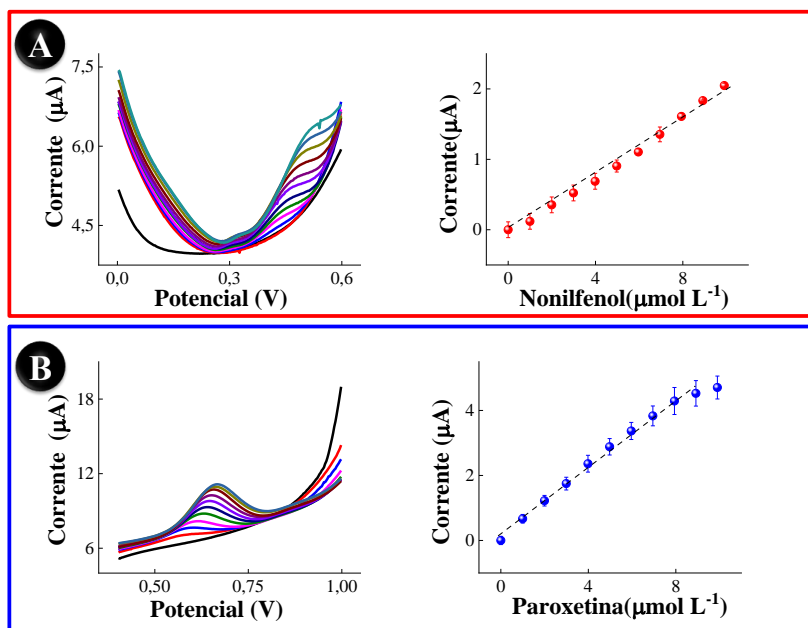 A
7,5
6,0
4,5
Corrente (μA)
0,0
0,3
0,6
Potencial (V)
2
1
0
Corrente(μA)
0
4
8
Nonilfenol(μmol L⁻¹)
B
18
12
6
Corrente (μA)
0,50
0,75
1,00
Potencial (V)
4
2
0
Corrente (μA)
0
4
8
Paroxetina(μmol L⁻¹)